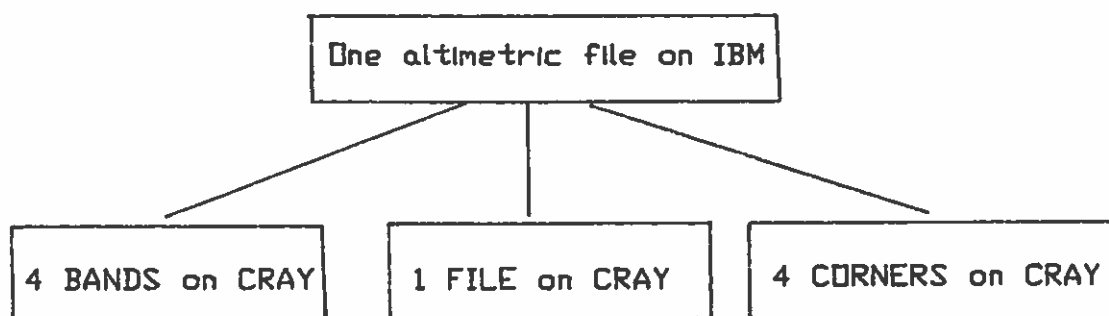 One altimetric file on IBM
4 BANDS on CRAY
1 FILE on CRAY
4 CORNERS on CRAY